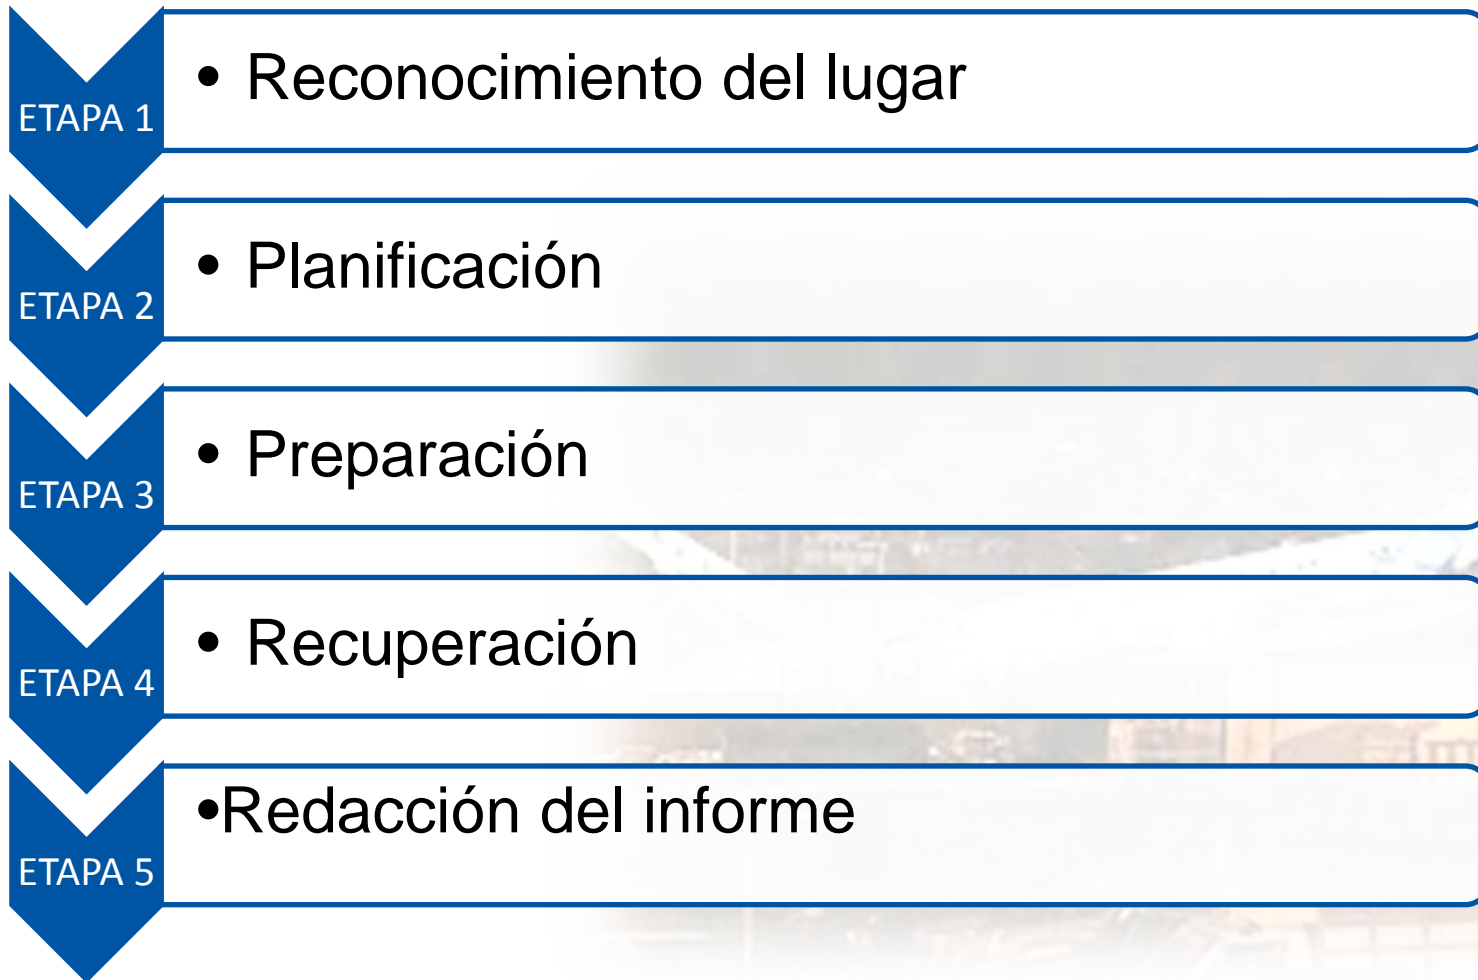 ETAPA 1
• Reconocimiento del lugar
ETAPA 2
• Planificación
ETAPA 3
• Preparación
ETAPA 4
• Recuperación
ETAPA 5
•Redacción del informe